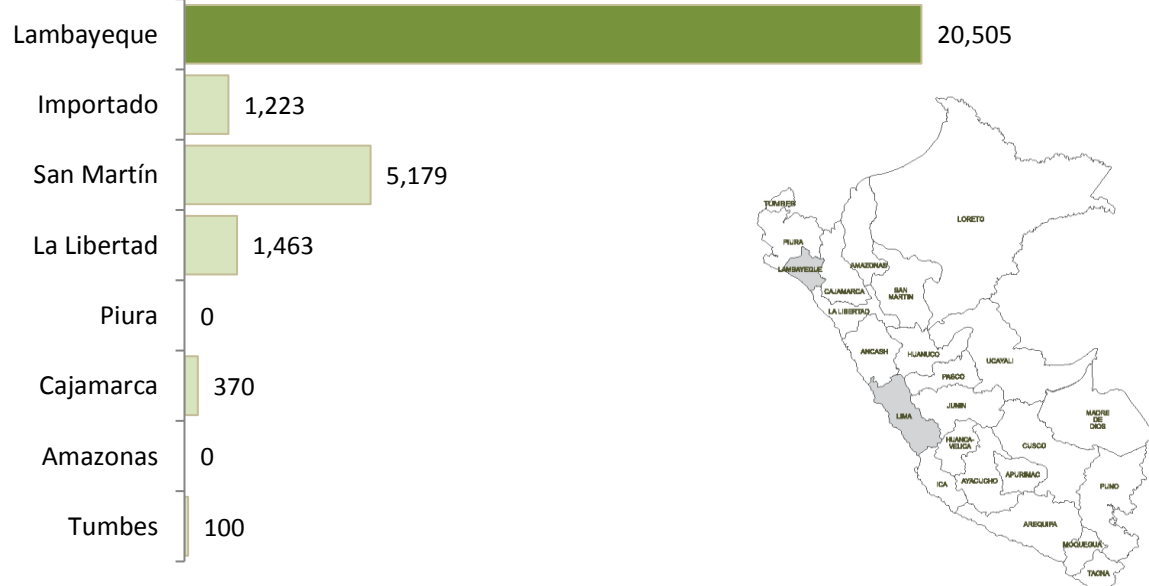 Lambayeque 20,505
Importado 1,223
San Martín 5,179
La Libertad 1,463
Piura 0
Cajamarca 370
Amazonas 0
Tumbes 100
TUMBES
LORETO
PIURA
LAMBAYEQUE
AMAZONAS
CAJAMARCA
SAN
MARTIN
LA LIBERTAD
ANCASH
HUANUCO
UCAYALI
PASCO
LIMA
JUNIN
MADRE
DE
DIOS
HUANCA-
VELICA
CUSCO
ICA
AYACUCHO
APURIMAC
PUNO
AREQUIPA
MOQUEGUA
TACNA